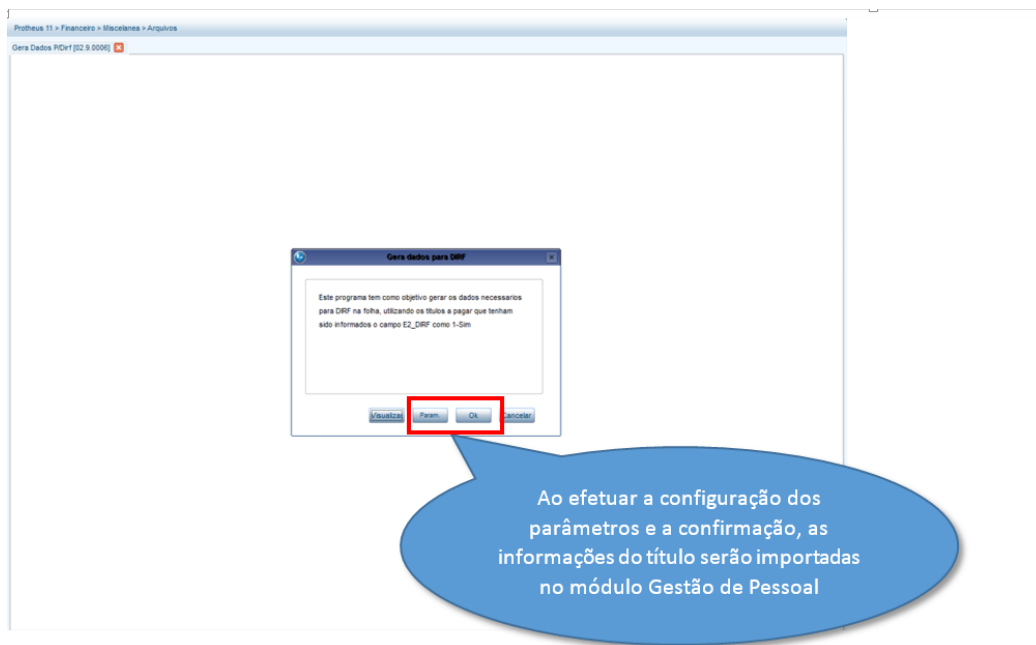 Protheus 11 > Financeiro > Miscelanea > Arquivos
Gera Dados P/Dirf [02.9.0006]
Gera dados para DIRF
Este programa tem como objetivo gerar os dados necessarios
para DIRF na folha, utilizando os titulos a pagar que tenham
sido informados o campo E2_DIRF como 1-Sim
Visualizar Param. Ok Cancelar
Ao efetuar a configuração dos
parâmetros e a confirmação, as
informações do título serão importadas
no módulo Gestão de Pessoal